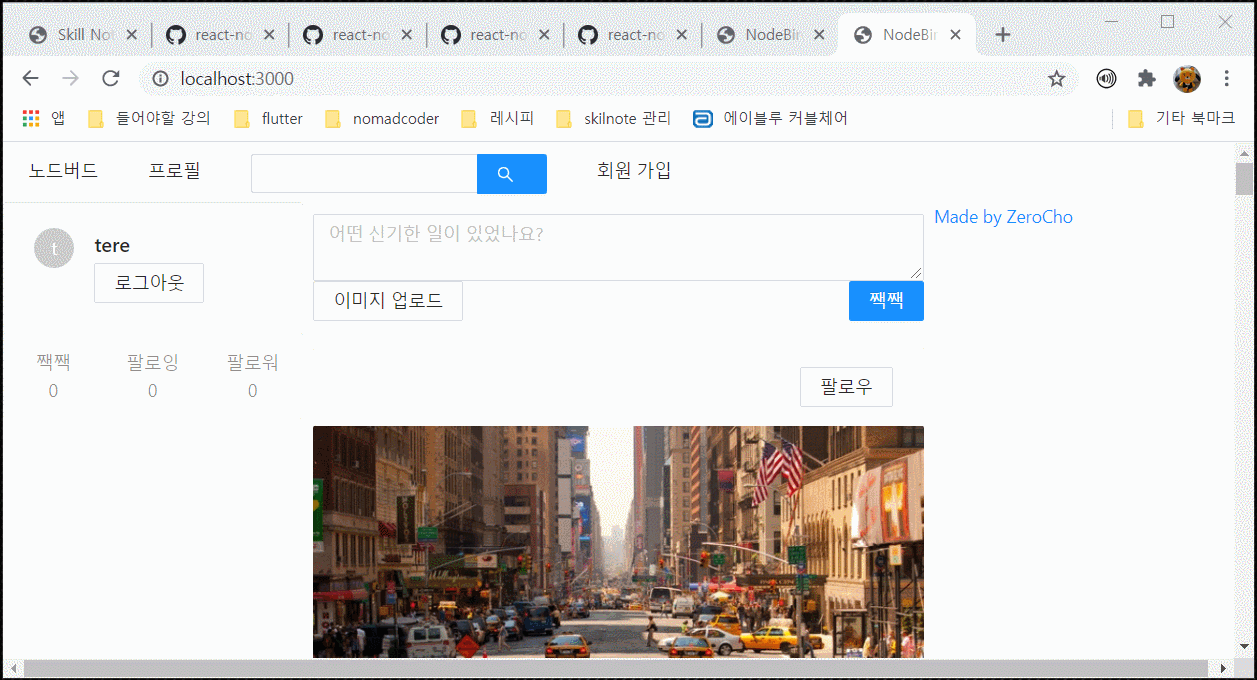 Skill Not
react-no
react-no
react-no
react-no
NodeBir
NodeBir
localhost:3000
앱 들어야할 강의 flutter nomadcoder 레시피 skilnote 관리 에이블루 커블체어 기타 북마크
노드버드 프로필 회원 가입
t tere
로그아웃
짹짹 팔로잉 팔로워
0 0 0
어떤 신기한 일이 있었나요?
이미지 업로드 짹짹
팔로우
Made by ZeroCho